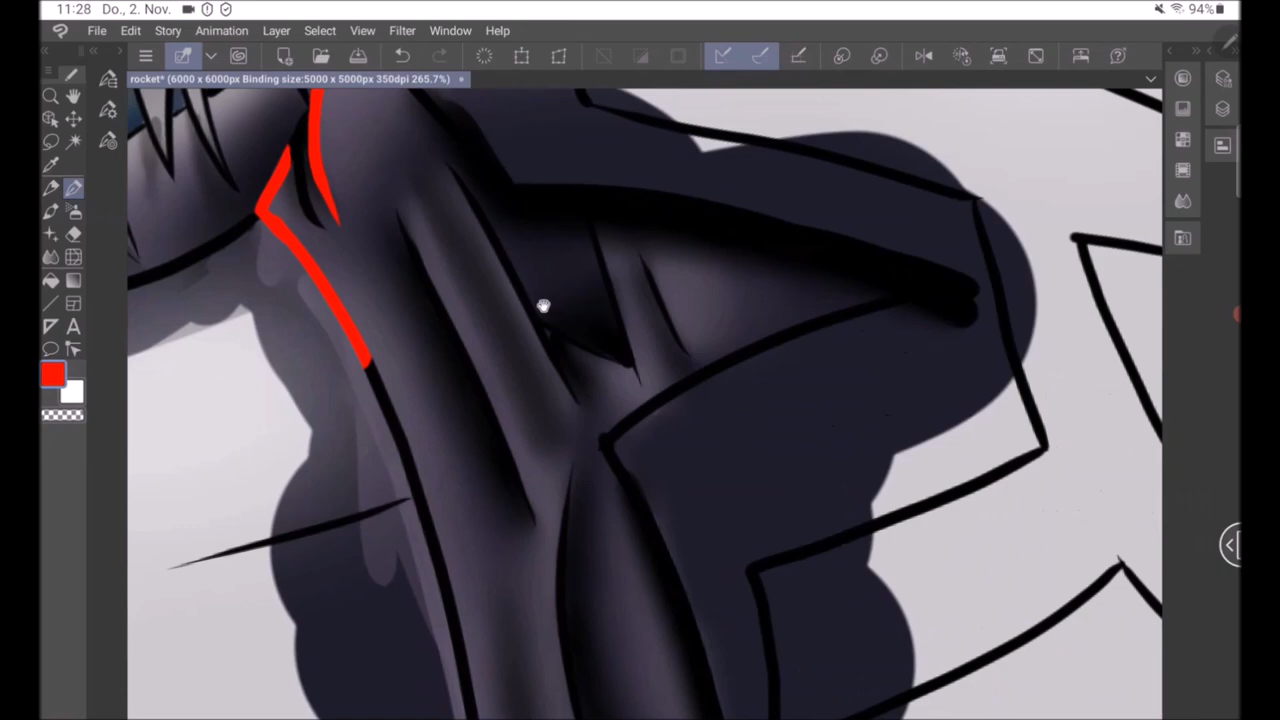 11:28 Do., 2. Nov. 94%
File Edit Story Animation Layer Select View Filter Window Help
rocket* (6000 x 6000px Binding size:5000 x 5000px 350dpi 265.7%)
A